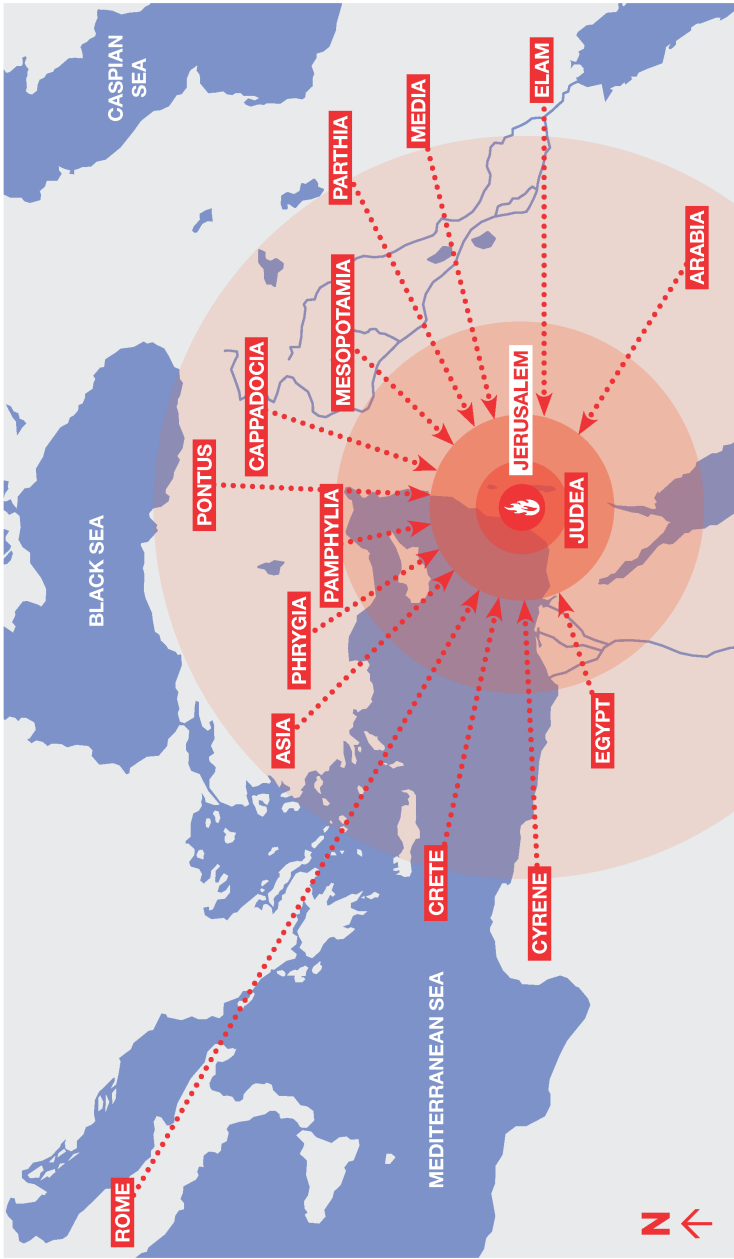 CASPIAN
SEA
BLACK SEA
MEDITERRANEAN SEA
ROME
ASIA
PHRYGIA
PAMPHYLIA
PONTUS
CAPPADOCIA
MESOPOTAMIA
PARTHIA
MEDIA
ELAM
ARABIA
JERUSALEM
JUDEA
CRETE
CYRENE
EGYPT
N